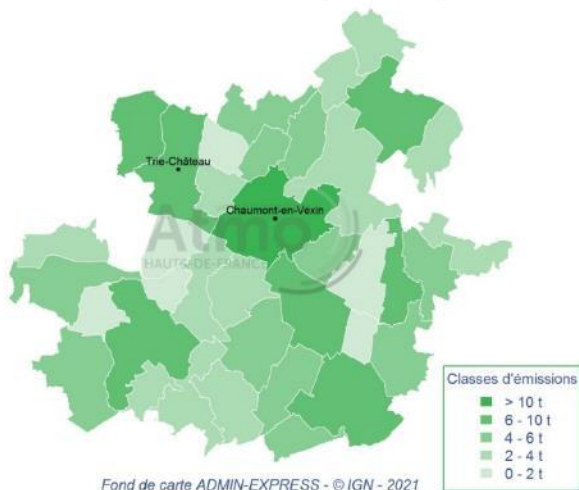 Trie-Château
Chaumont-en-Vexin
Atmo
HAUTS-DE-FRANCE
Classes d'émissions
> 10 t
6 - 10 t
4 - 6 t
2 - 4 t
0 - 2 t
Fond de carte ADMIN-EXPRESS - © IGN - 2021